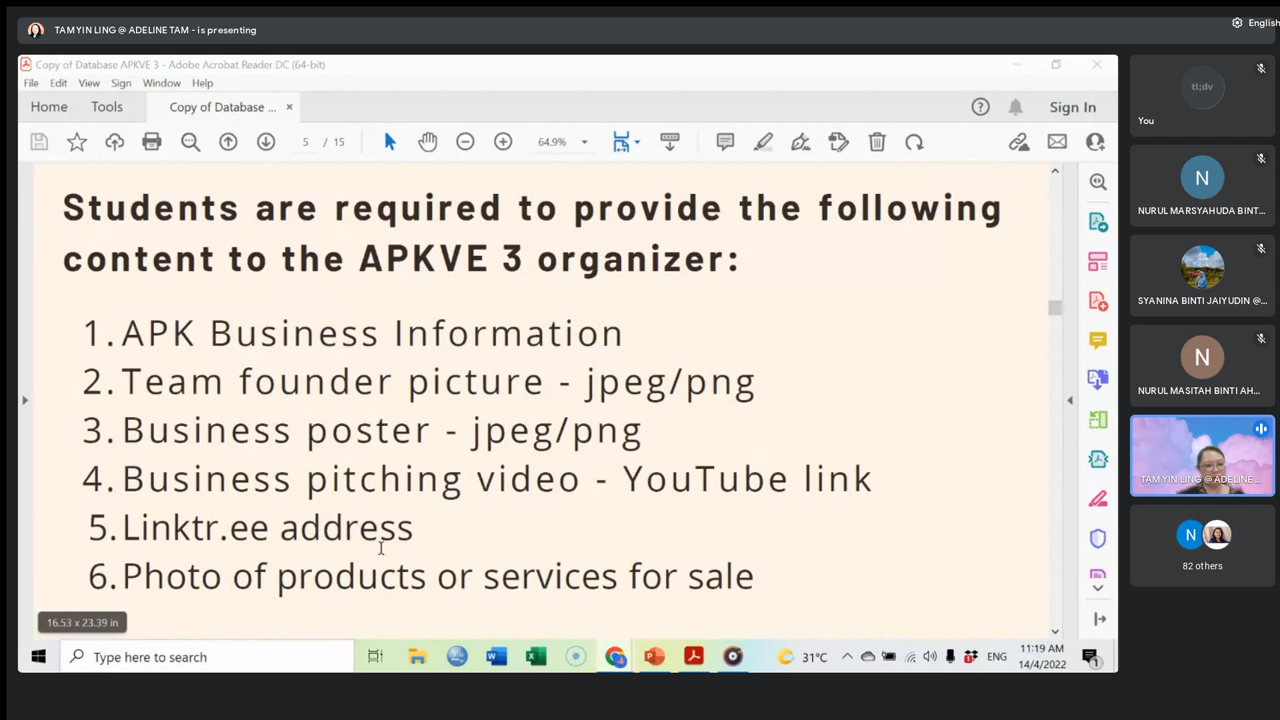 TAM YIN LING @ ADELINE TAM - is presenting
English
Copy of Database APKVE 3 - Adobe Acrobat Reader DC (64-bit)
File Edit View Sign Window Help
Home Tools Copy of Database ... × Sign In
5 / 15 64.9%
Students are required to provide the following
content to the APKVE 3 organizer:
1. APK Business Information
2. Team founder picture - jpeg/png
3. Business poster - jpeg/png
4. Business pitching video - YouTube link
5. Linktr.ee address
6. Photo of products or services for sale
16.53 x 23.39 in
Type here to search
31°C
ENG
11:19 AM
14/4/2022
1
tl;dv
You
N
NURUL MARSYAHUDA BINT...
SYANINA BINTI JAIYUDIN @...
N
NURUL MASITAH BINTI AH...
TAM YIN LING @ ADELINE ...
N
82 others